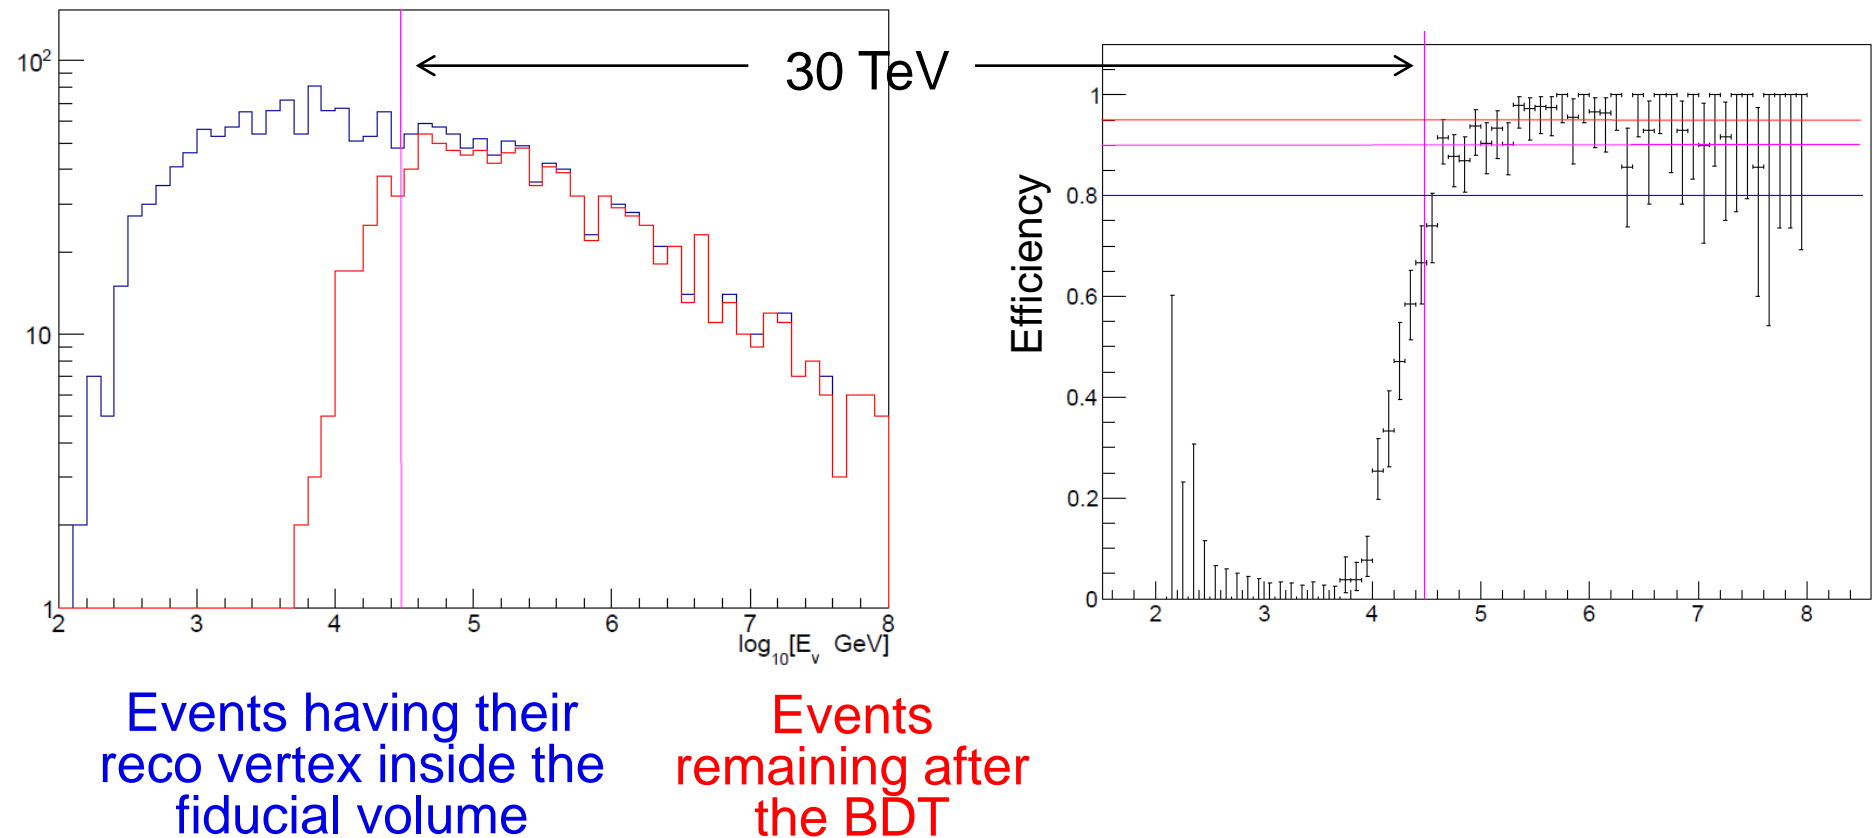 10²
10
1
2 3 4 5 6 7 8
log₁₀[Eᵥ GeV]
30 TeV
Efficiency
1
0.8
0.6
0.4
0.2
0
2 3 4 5 6 7 8
Events having their
reco vertex inside the
fiducial volume
Events
remaining after
the BDT